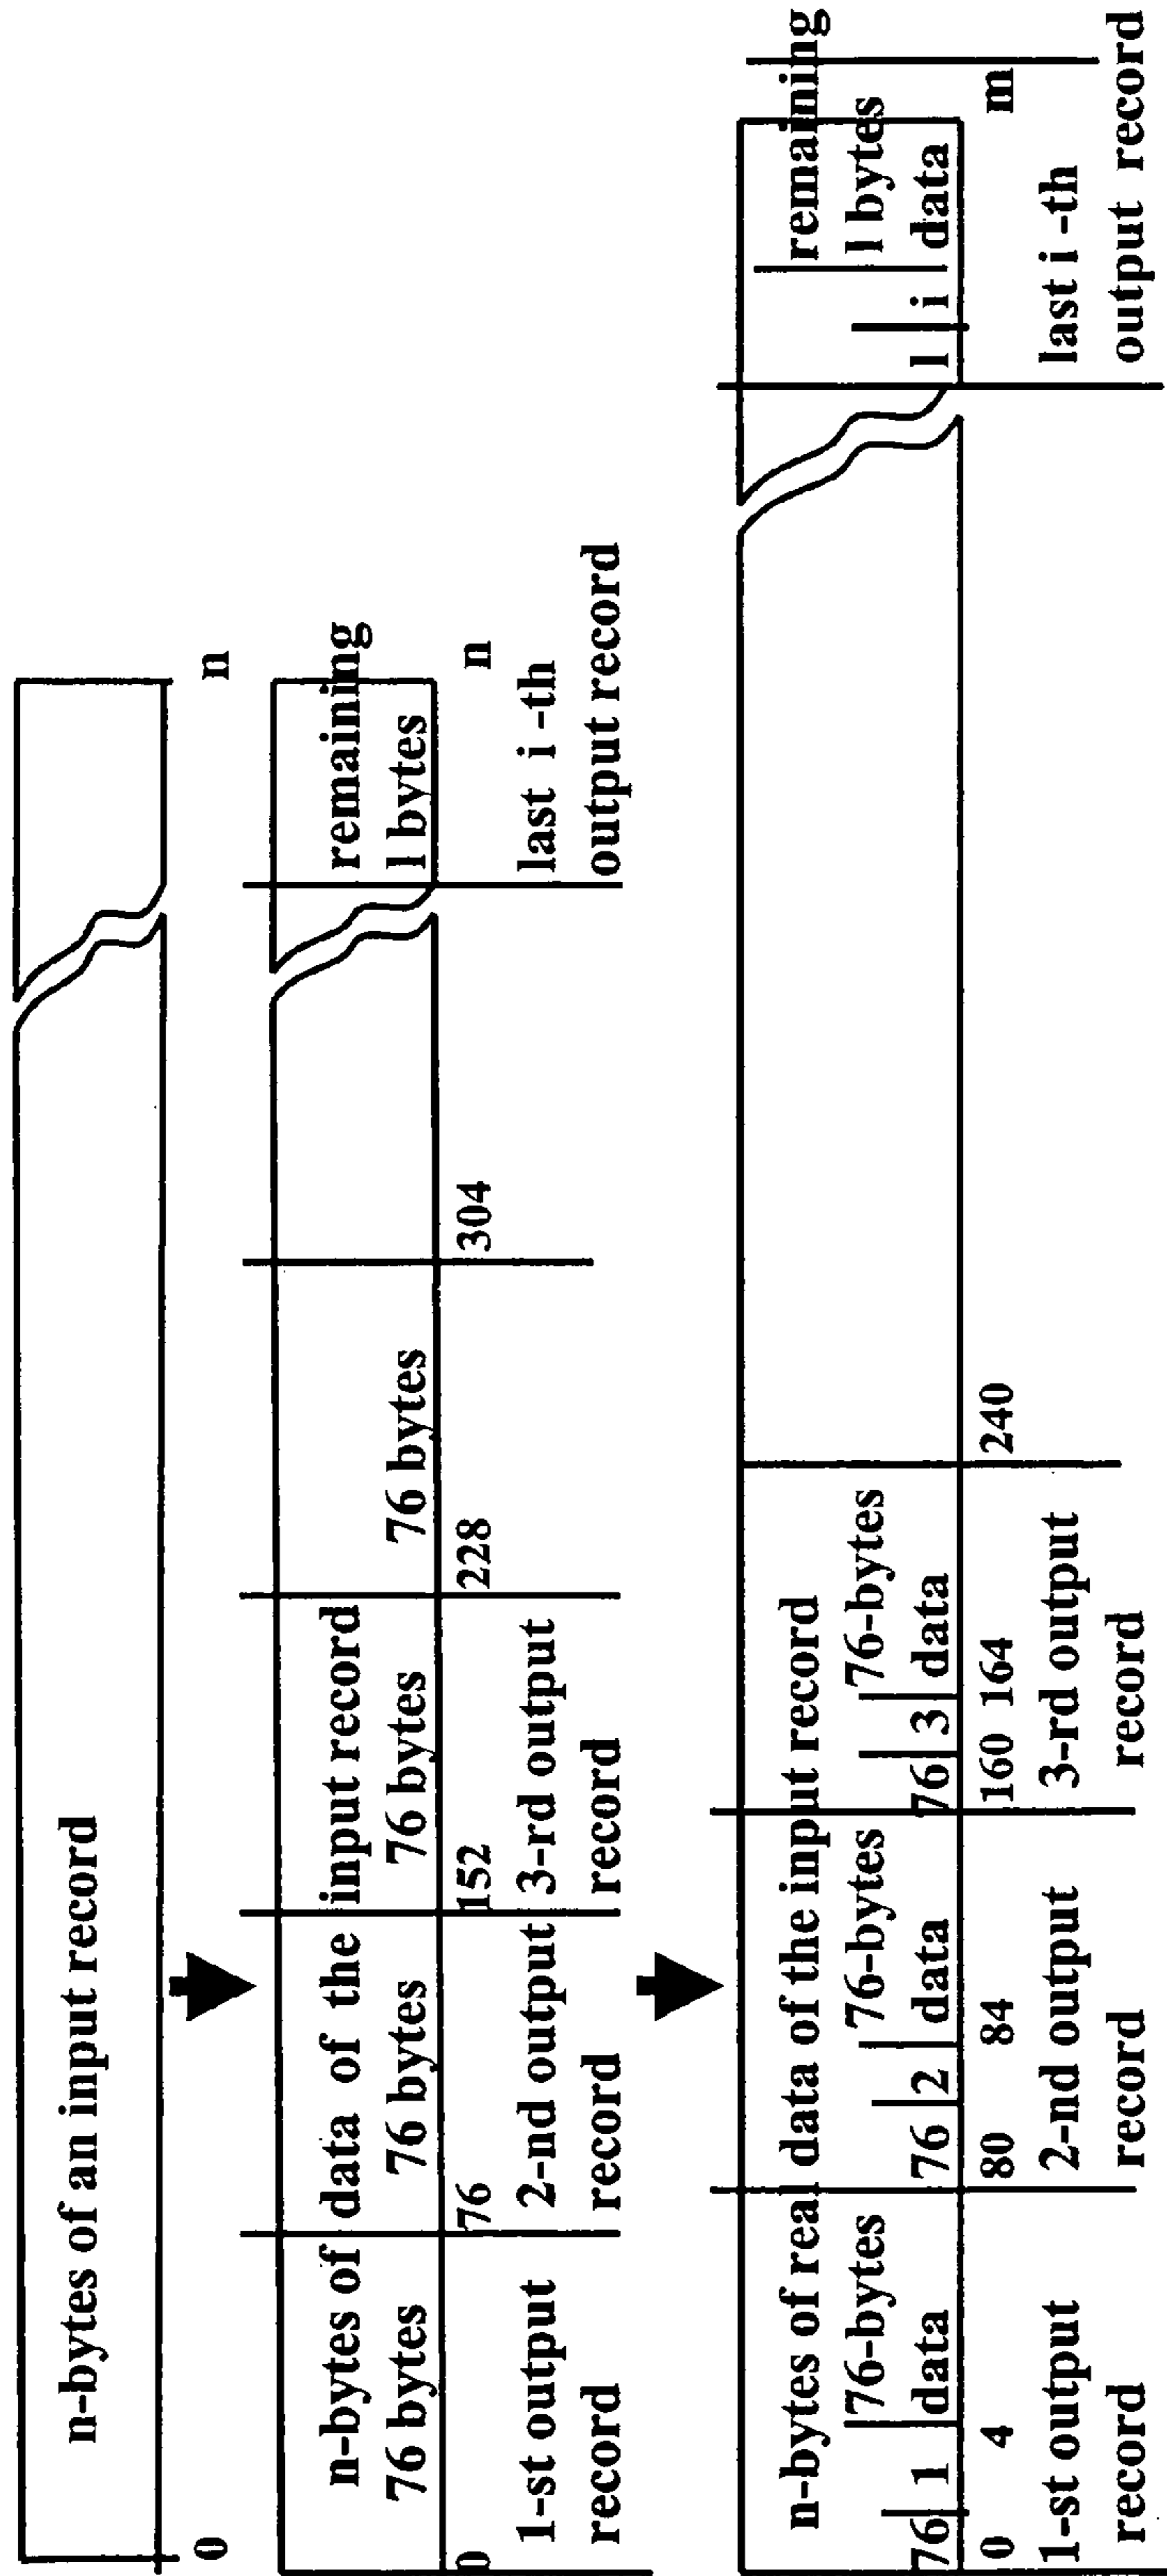 n-bytes of an input record
0 n
n-bytes of data of the input record remaining
76 bytes 76 bytes 76 bytes 76 bytes l bytes
0 76 152 228 304 n
1-st output 2-nd output 3-rd output last i -th
record record record output record
n-bytes of real data of the input record remaining
76-bytes 76-bytes 76-bytes l bytes
76 1 data 76 2 data 76 3 data l i data
0 4 80 84 160 164 240 m
1-st output 2-nd output 3-rd output last i -th
record record record output record